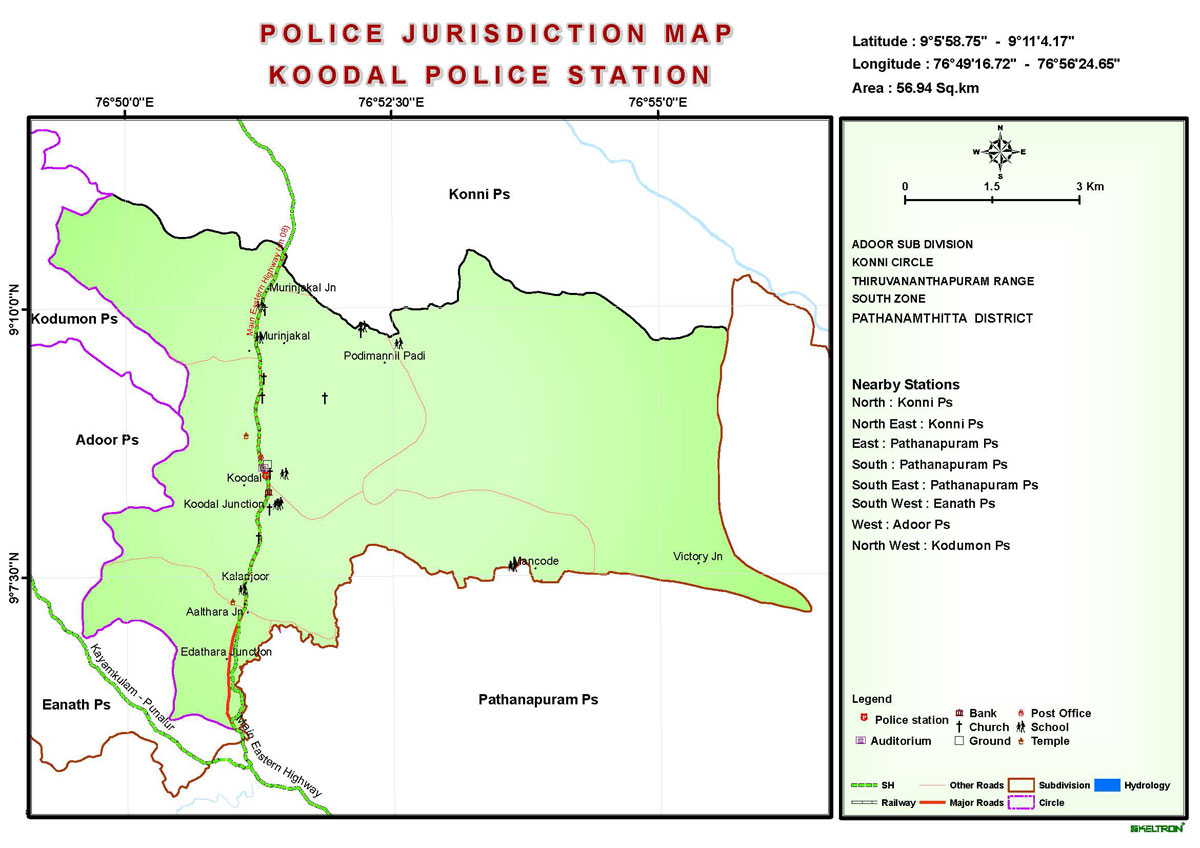 POLICE JURISDICTION MAP
KOODAL POLICE STATION
Latitude : 9°5'58.75" - 9°11'4.17"
Longitude : 76°49'16.72" - 76°56'24.65"
Area : 56.94 Sq.km
76°50'0"E
76°52'3!0"E
76°55'0"E
9°10'0"N
9°7'30"N
Konni Ps
Main Eastern Highway (sh 08)
Murinjakal Jn
Kodumon Ps
Murinjakal
Podimannil Padi
Adoor Ps
Koodal
Koodal Junction
Mancode
Victory Jn
Kalanjoor
Aalthara Jn
Edathara Junction
Kayamkulam - Punalur
Eanath Ps
Pathanapuram Ps
Main Eastern Highway
N
W
E
S
0 1.5 3 Km
ADOOR SUB DIVISION
KONNI CIRCLE
THIRUVANANTHAPURAM RANGE
SOUTH ZONE
PATHANAMTHITTA DISTRICT
Nearby Stations
North : Konni Ps
North East : Konni Ps
East : Pathanapuram Ps
South : Pathanapuram Ps
South East : Pathanapuram Ps
South West : Eanath Ps
West : Adoor Ps
North West : Kodumon Ps
Legend
Police station
Bank
Post Office
Church
School
Auditorium
Ground
Temple
SH
Other Roads
Subdivision
Hydrology
Railway
Major Roads
Circle
KELTRON